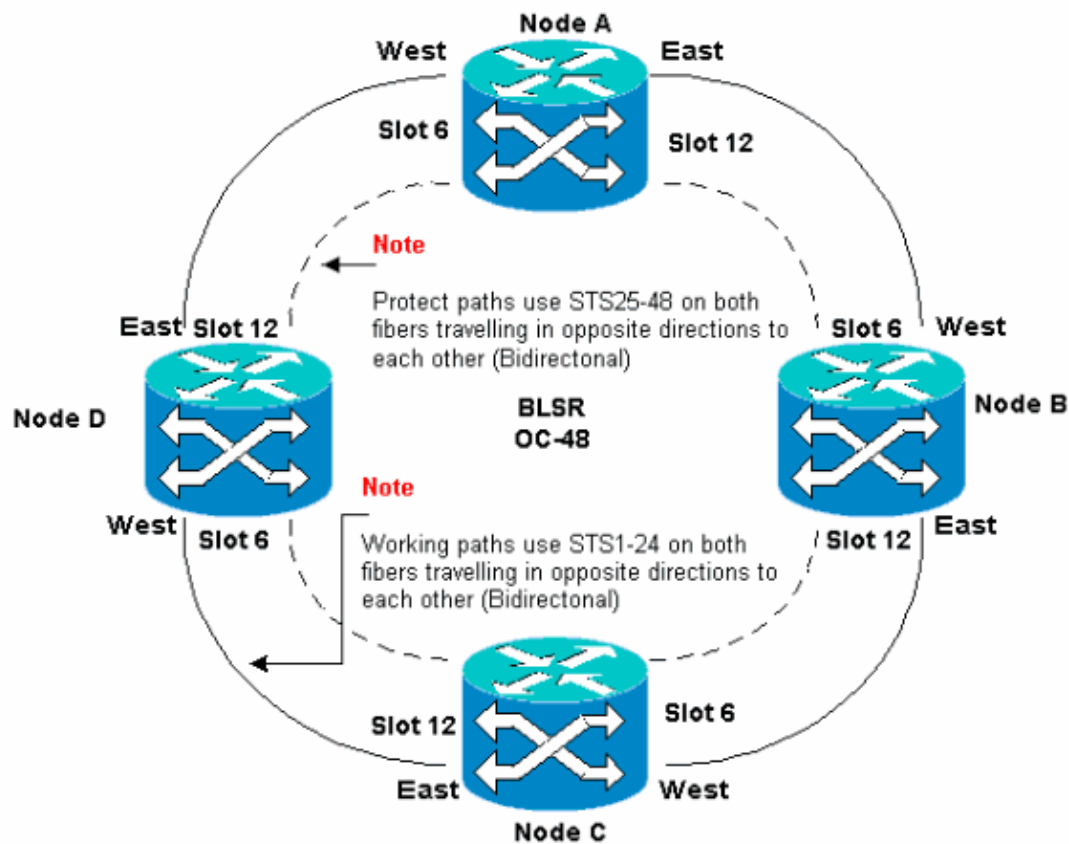 Node A
West
East
Slot 6
Slot 12
Note
Protect paths use STS25-48 on both
fibers travelling in opposite directions to
each other (Bidirectonal)
East
Slot 12
Slot 6
West
Node D
BLSR
OC-48
Node B
Note
West
Slot 6
Working paths use STS1-24 on both
fibers travelling in opposite directions to
each other (Bidirectonal)
East
Slot 12
Slot 12
Slot 6
East
West
Node C